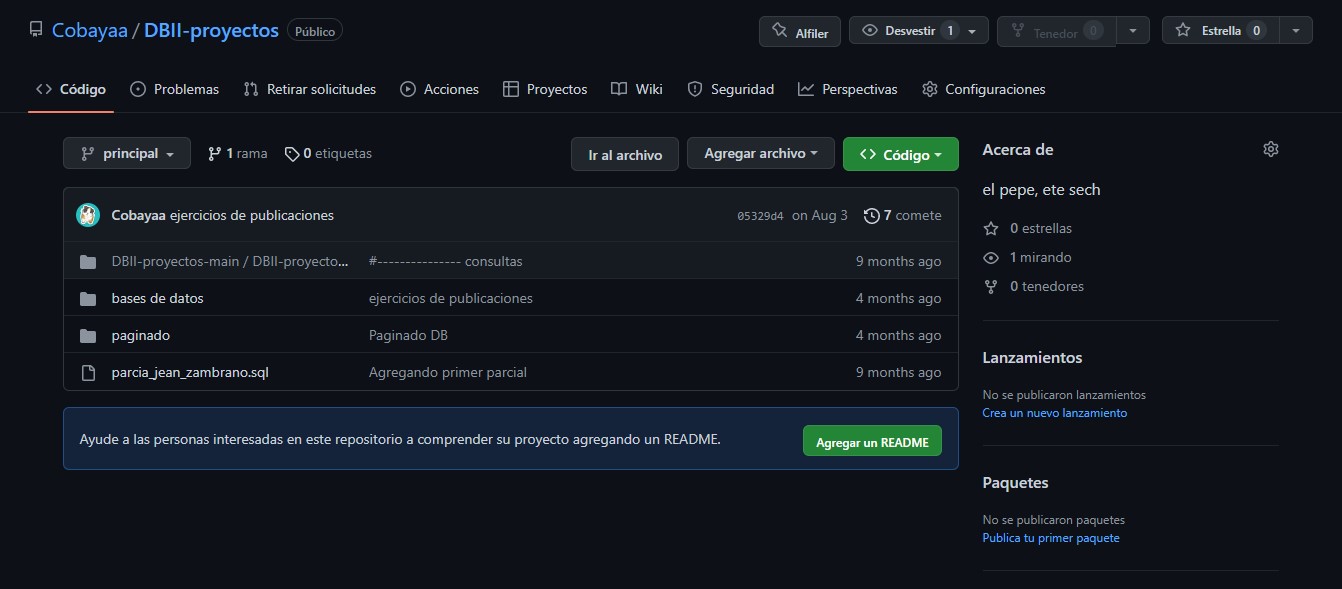 Cobayaa / DBII-proyectos Público Alfiler Desvestir 1 Tenedor 0 Estrella 0
Código Problemas Retirar solicitudes Acciones Proyectos Wiki Seguridad Perspectivas Configuraciones
principal 1 rama 0 etiquetas Ir al archivo Agregar archivo Código
Cobayaa ejercicios de publicaciones 05329d4 on Aug 3 7 comete
DBII-proyectos-main / DBII-proyecto... #--------------- consultas 9 months ago
bases de datos ejercicios de publicaciones 4 months ago
paginado Paginado DB 4 months ago
parcia_jean_zambrano.sql Agregando primer parcial 9 months ago
Ayude a las personas interesadas en este repositorio a comprender su proyecto agregando un README. Agregar un README
Acerca de
el pepe, ete sech
0 estrellas
1 mirando
0 tenedores
Lanzamientos
No se publicaron lanzamientos
Crea un nuevo lanzamiento
Paquetes
No se publicaron paquetes
Publica tu primer paquete